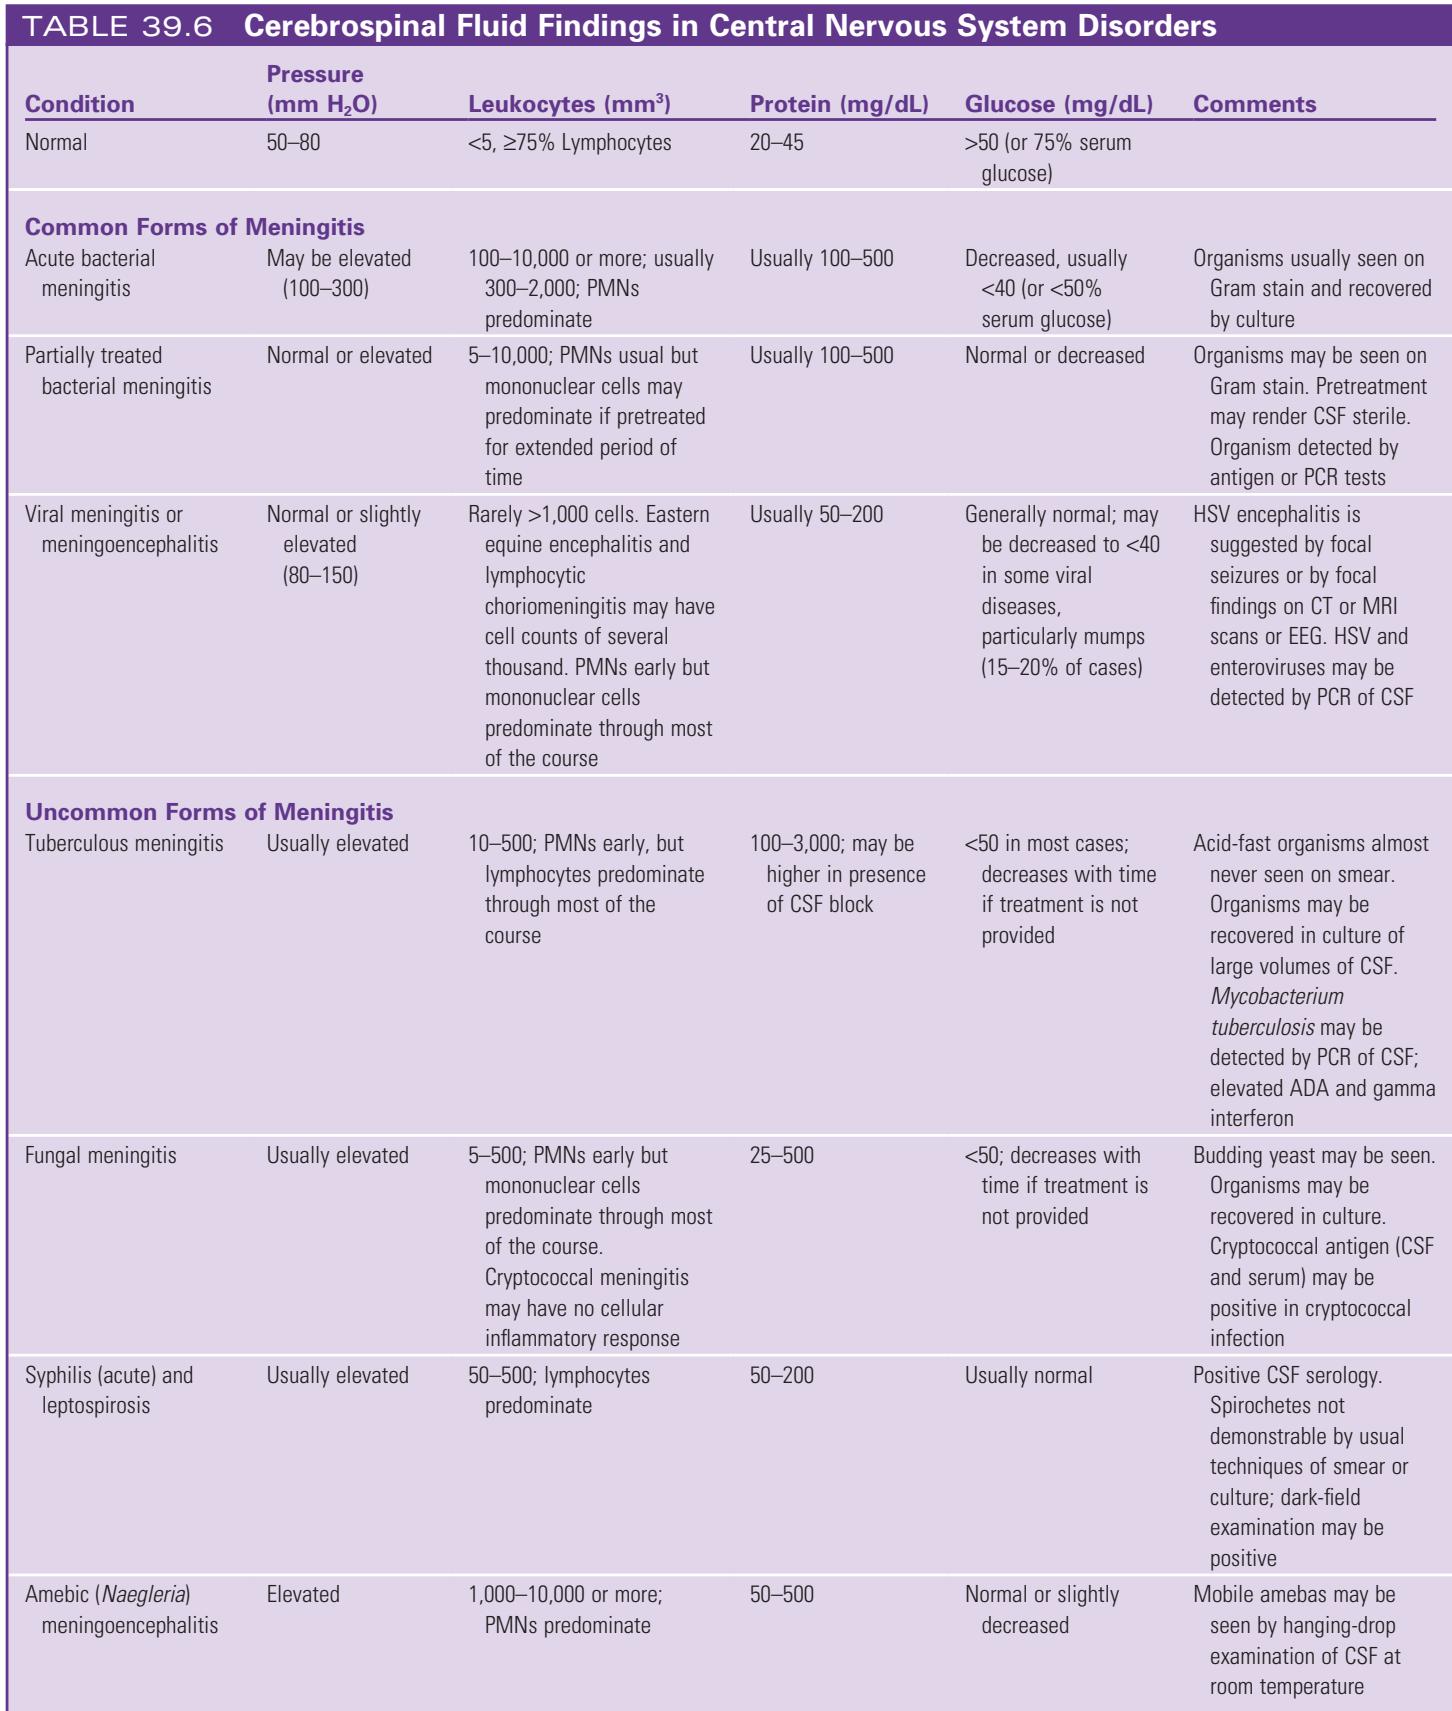 TABLE 39.6 Cerebrospinal Fluid Findings in Central Nervous System Disorders
Condition
Pressure
(mm H₂O)
Leukocytes (mm³)
Protein (mg/dL)
Glucose (mg/dL)
Comments
Normal
50–80
<5, ≥75% Lymphocytes
20–45
>50 (or 75% serum
glucose)
Common Forms of Meningitis
Acute bacterial
meningitis
May be elevated
(100–300)
100–10,000 or more; usually
300–2,000; PMNs
predominate
Usually 100–500
Decreased, usually
<40 (or <50%
serum glucose)
Organisms usually seen on
Gram stain and recovered
by culture
Partially treated
bacterial meningitis
Normal or elevated
5–10,000; PMNs usual but
mononuclear cells may
predominate if pretreated
for extended period of
time
Usually 100–500
Normal or decreased
Organisms may be seen on
Gram stain. Pretreatment
may render CSF sterile.
Organism detected by
antigen or PCR tests
Viral meningitis or
meningoencephalitis
Normal or slightly
elevated
(80–150)
Rarely >1,000 cells. Eastern
equine encephalitis and
lymphocytic
choriomeningitis may have
cell counts of several
thousand. PMNs early but
mononuclear cells
predominate through most
of the course
Usually 50–200
Generally normal; may
be decreased to <40
in some viral
diseases,
particularly mumps
(15–20% of cases)
HSV encephalitis is
suggested by focal
seizures or by focal
findings on CT or MRI
scans or EEG. HSV and
enteroviruses may be
detected by PCR of CSF
Uncommon Forms of Meningitis
Tuberculous meningitis
Usually elevated
10–500; PMNs early, but
lymphocytes predominate
through most of the
course
100–3,000; may be
higher in presence
of CSF block
<50 in most cases;
decreases with time
if treatment is not
provided
Acid-fast organisms almost
never seen on smear.
Organisms may be
recovered in culture of
large volumes of CSF.
Mycobacterium
tuberculosis may be
detected by PCR of CSF;
elevated ADA and gamma
interferon
Fungal meningitis
Usually elevated
5–500; PMNs early but
mononuclear cells
predominate through most
of the course.
Cryptococcal meningitis
may have no cellular
inflammatory response
25–500
<50; decreases with
time if treatment is
not provided
Budding yeast may be seen.
Organisms may be
recovered in culture.
Cryptococcal antigen (CSF
and serum) may be
positive in cryptococcal
infection
Syphilis (acute) and
leptospirosis
Usually elevated
50–500; lymphocytes
predominate
50–200
Usually normal
Positive CSF serology.
Spirochetes not
demonstrable by usual
techniques of smear or
culture; dark-field
examination may be
positive
Amebic (Naegleria)
meningoencephalitis
Elevated
1,000–10,000 or more;
PMNs predominate
50–500
Normal or slightly
decreased
Mobile amebas may be
seen by hanging-drop
examination of CSF at
room temperature